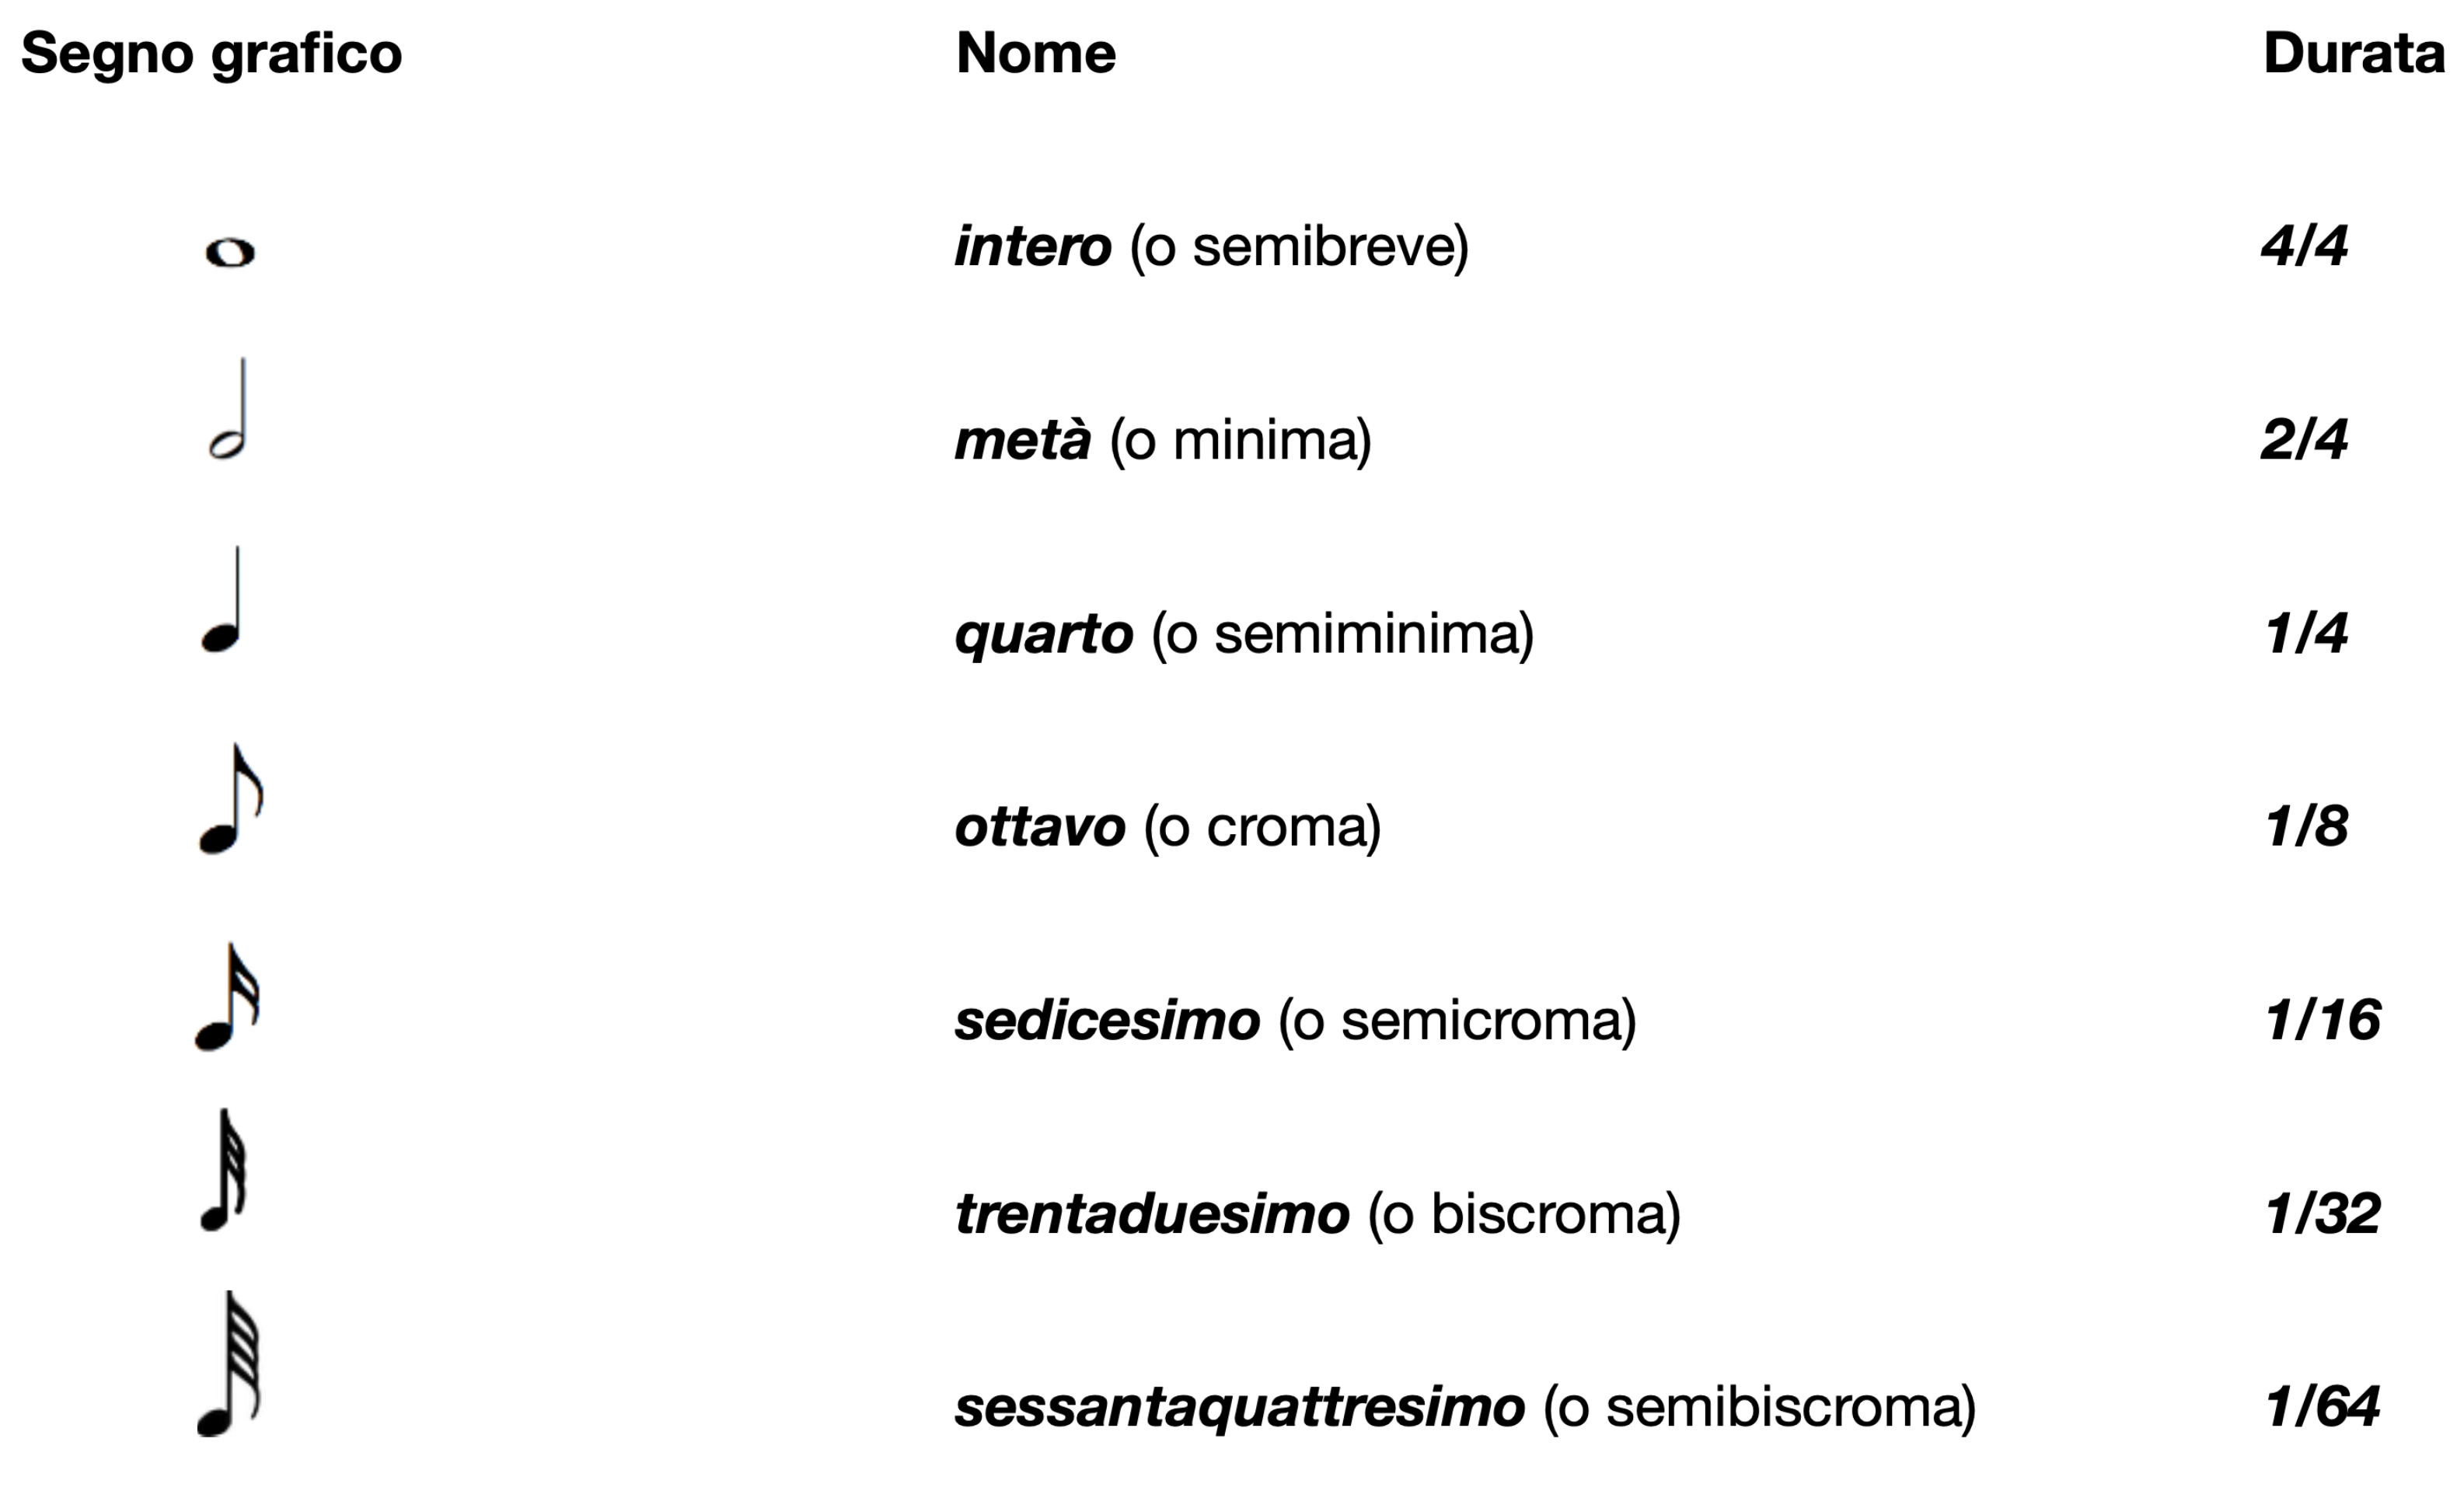 Segno grafico Nome Durata
intero (o semibreve) 4/4
metà (o minima) 2/4
quarto (o semiminima) 1/4
ottavo (o croma) 1/8
sedicesimo (o semicroma) 1/16
trentaduesimo (o biscroma) 1/32
sessantaquattresimo (o semibiscroma) 1/64